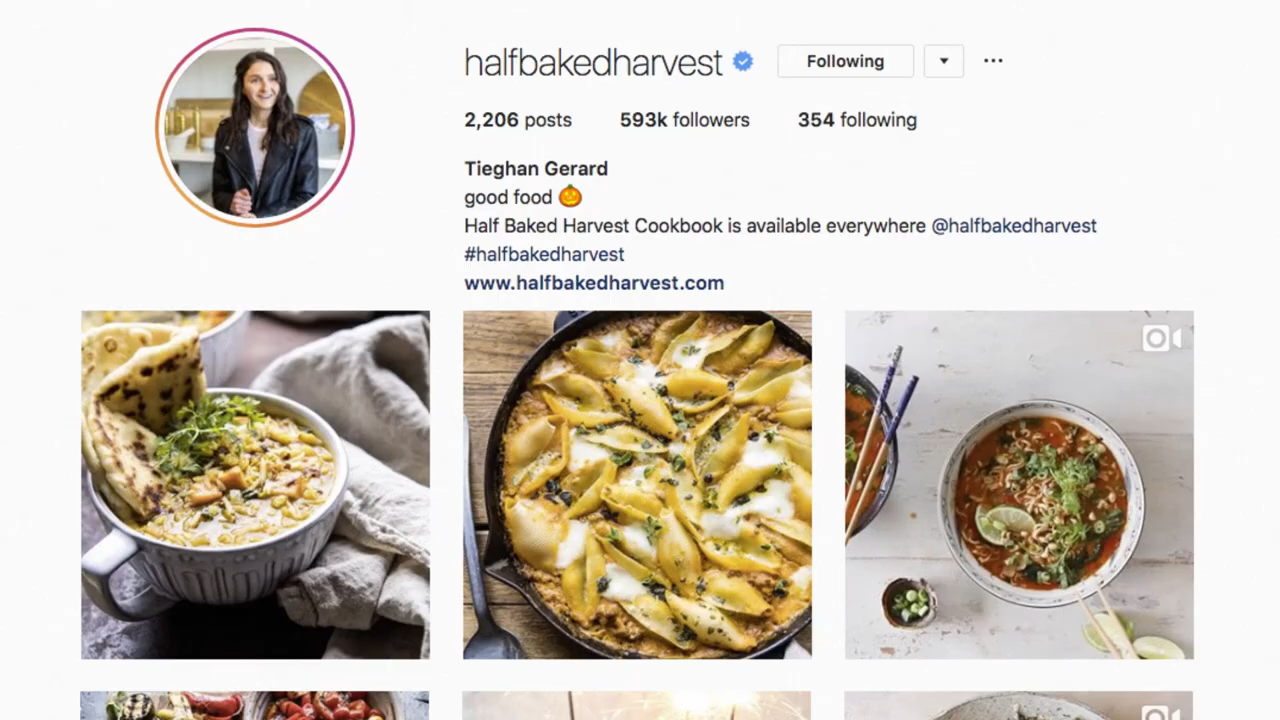 halfbakedharvest Following
2,206 posts 593k followers 354 following
Tieghan Gerard
good food 🎃
Half Baked Harvest Cookbook is available everywhere @halfbakedharvest
#halfbakedharvest
www.halfbakedharvest.com